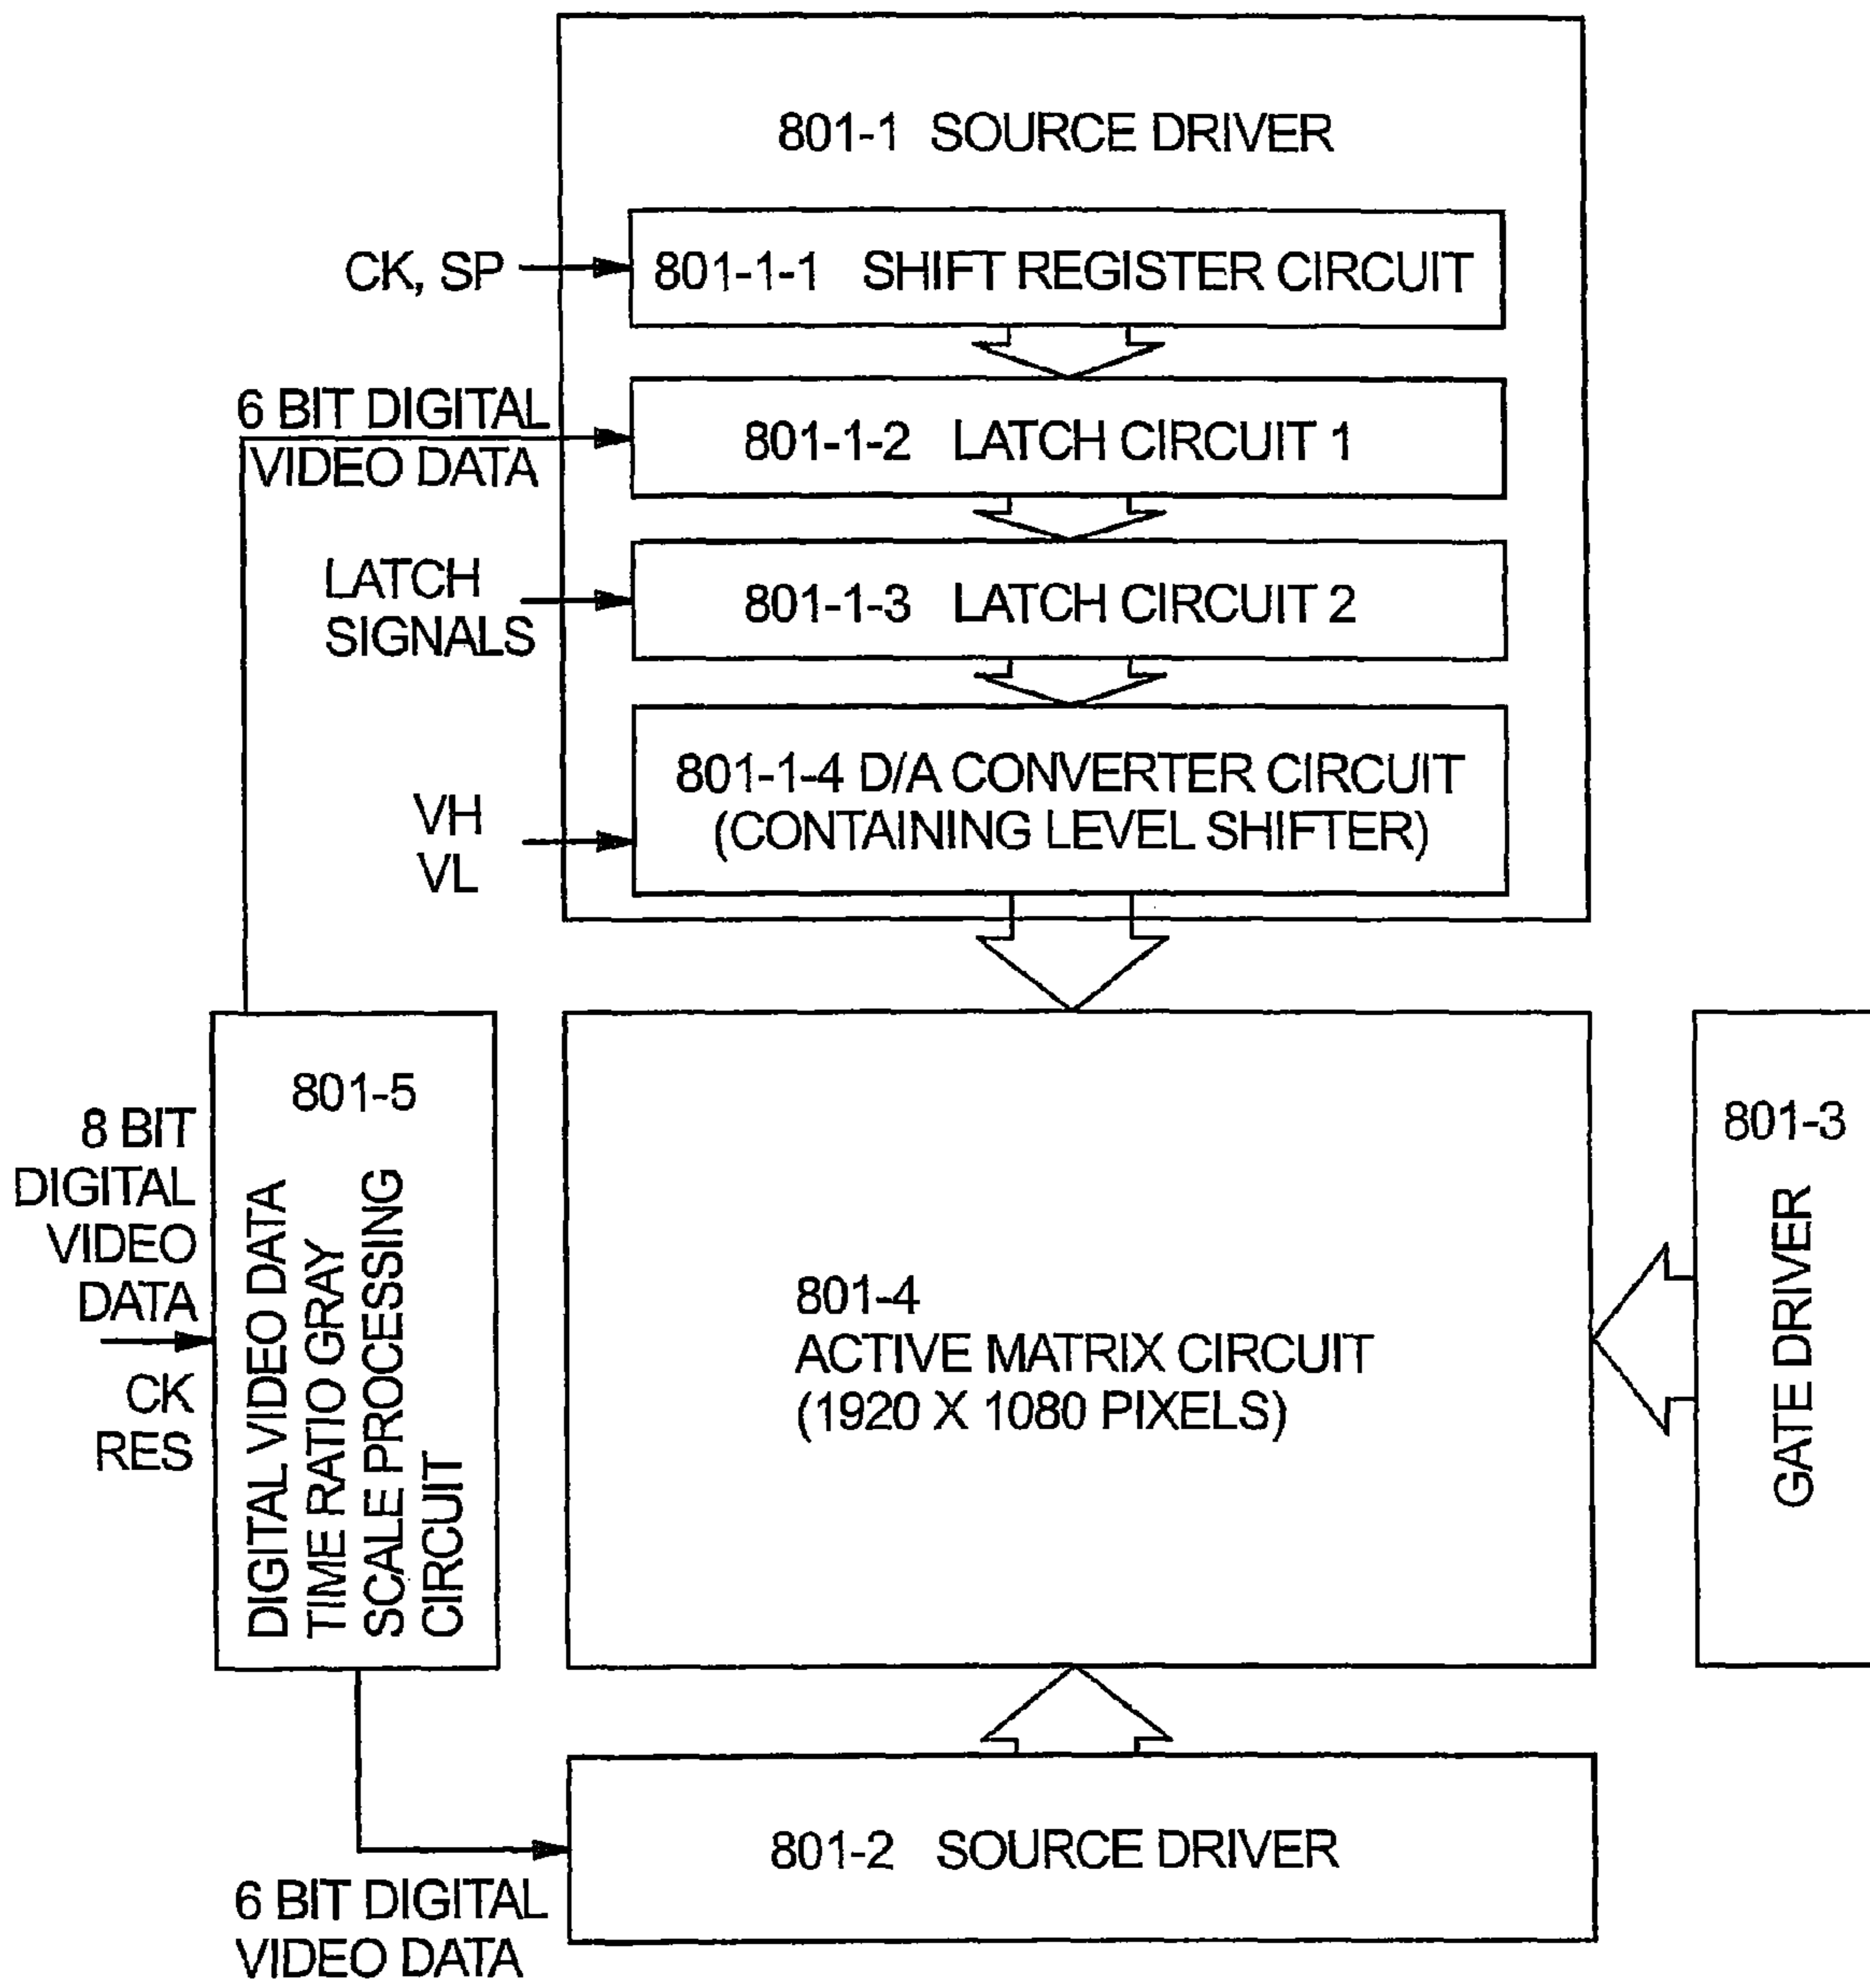 801-1 SOURCE DRIVER
CK, SP
801-1-1 SHIFT REGISTER CIRCUIT
6 BIT DIGITAL
VIDEO DATA
801-1-2 LATCH CIRCUIT 1
LATCH
SIGNALS
801-1-3 LATCH CIRCUIT 2
VH
VL
801-1-4 D/A CONVERTER CIRCUIT
(CONTAINING LEVEL SHIFTER)
8 BIT
DIGITAL
VIDEO
DATA
CK
RES
801-5
DIGITAL VIDEO DATA
TIME RATIO GRAY
SCALE PROCESSING
CIRCUIT
801-4
ACTIVE MATRIX CIRCUIT
(1920 X 1080 PIXELS)
801-3
GATE DRIVER
801-2 SOURCE DRIVER
6 BIT DIGITAL
VIDEO DATA